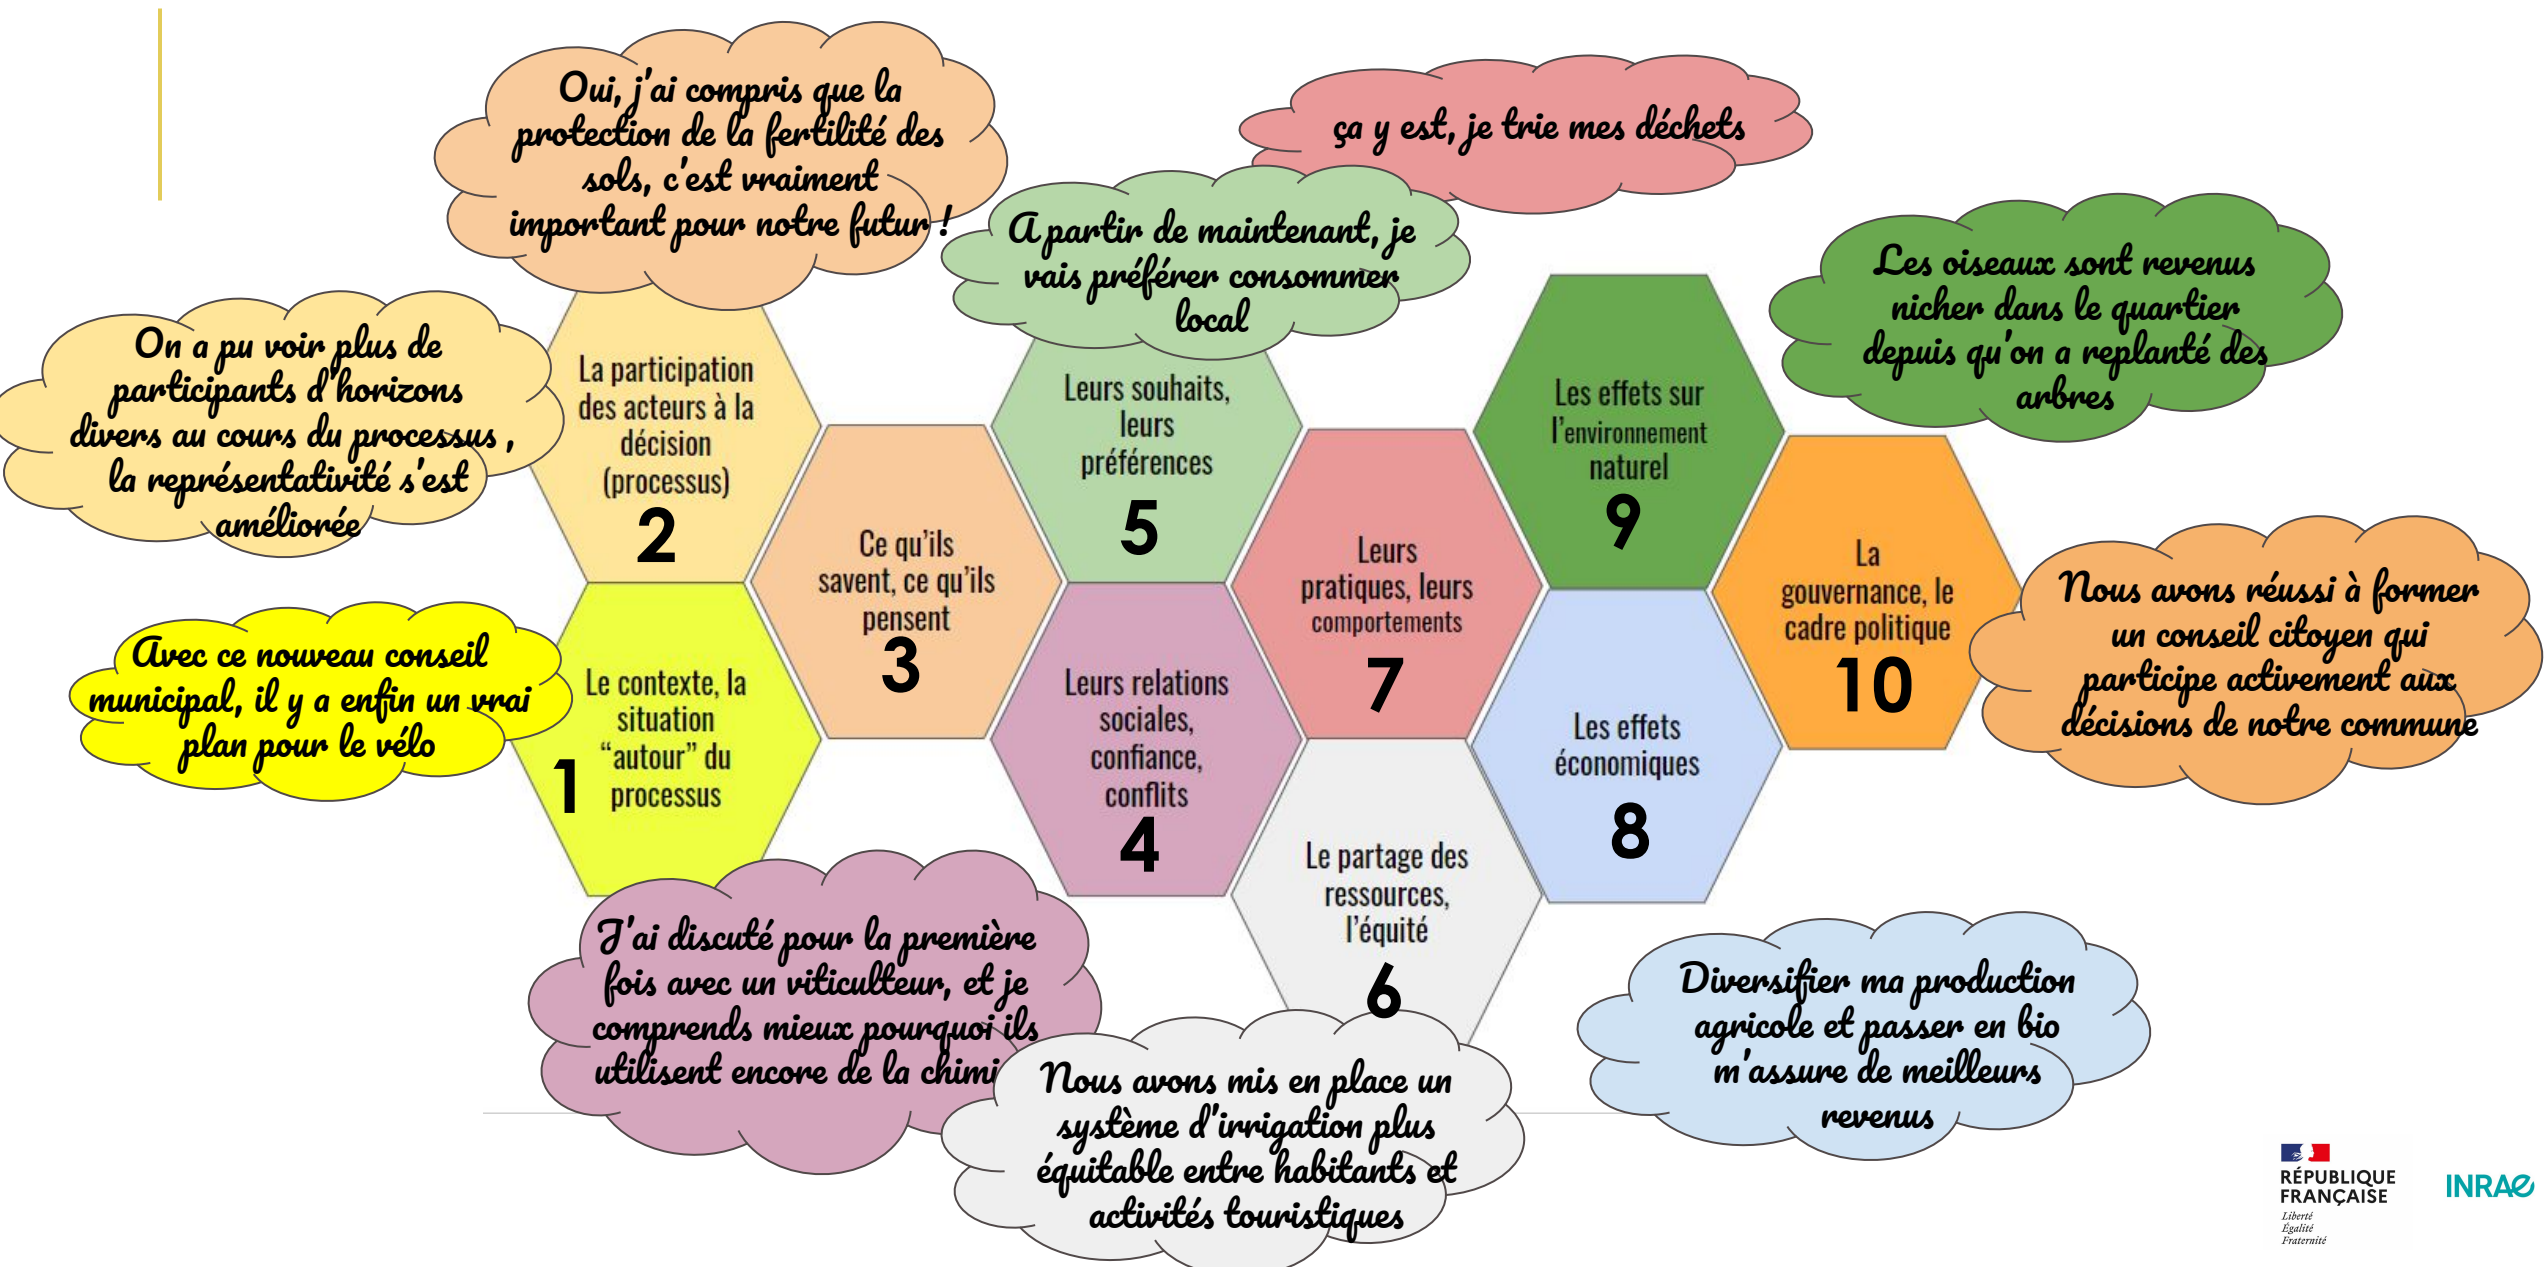 Oui, j'ai compris que la
protection de la fertilité des
sols, c'est vraiment
important pour notre futur !
ça y est, je trie mes déchets
A partir de maintenant, je
vais préférer consommer
local
Les oiseaux sont revenus
nicher dans le quartier
depuis qu'on a replanté des
arbres
On a pu voir plus de
participants d'horizons
divers au cours du processus ,
la représentativité s'est
améliorée
La participation
des acteurs à la
décision
(processus)
2
Ce qu'ils
savent, ce qu'ils
pensent
3
Leurs souhaits,
leurs
préférences
5
Leurs
pratiques, leurs
comportements
7
Les effets sur
l'environnement
naturel
9
La
gouvernance, le
cadre politique
10
Nous avons réussi à former
un conseil citoyen qui
participe activement aux
décisions de notre commune
Avec ce nouveau conseil
municipal, il y a enfin un vrai
plan pour le vélo
Le contexte, la
situation
“autour” du
processus
1
Leurs relations
sociales,
confiance,
conflits
4
Le partage des
ressources,
l'équité
6
Les effets
économiques
8
J'ai discuté pour la première
fois avec un viticulteur, et je
comprends mieux pourquoi ils
utilisent encore de la chimi
Nous avons mis en place un
système d'irrigation plus
équitable entre habitants et
activités touristiques
Diversifier ma production
agricole et passer en bio
m'assure de meilleurs
revenus
RÉPUBLIQUE
FRANÇAISE
Liberté
Égalité
Fraternité
INRAE